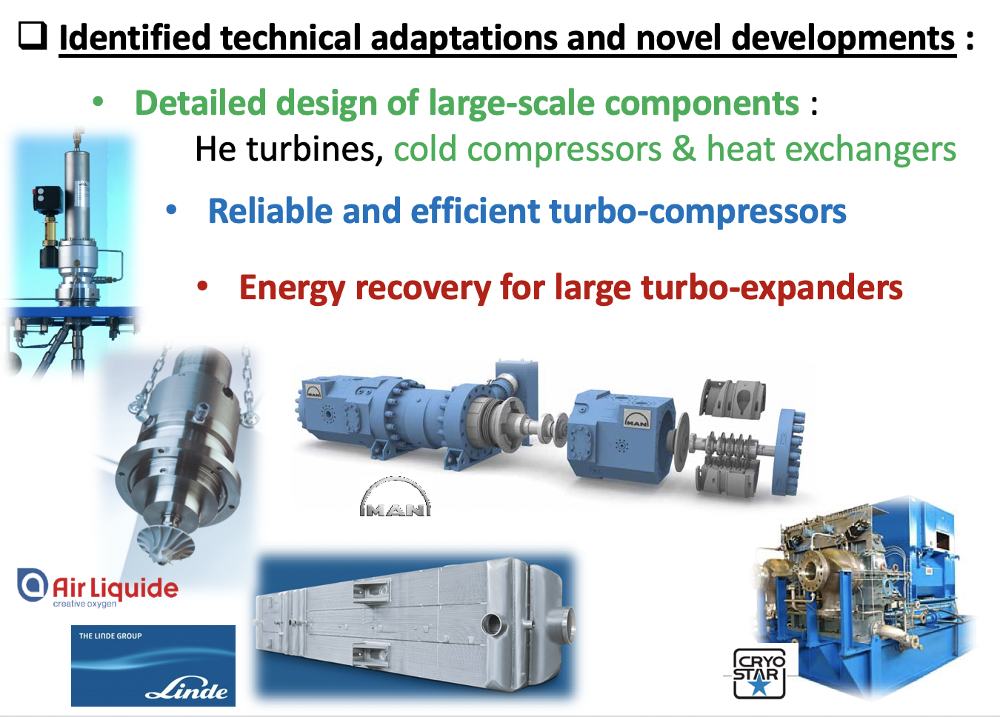 ❑ Identified technical adaptations and novel developments :
• Detailed design of large-scale components :
He turbines, cold compressors & heat exchangers
• Reliable and efficient turbo-compressors
• Energy recovery for large turbo-expanders
MAN
MAN
MAN
Air Liquide
creative oxygen
THE LINDE GROUP
Linde
CRYO
STAR